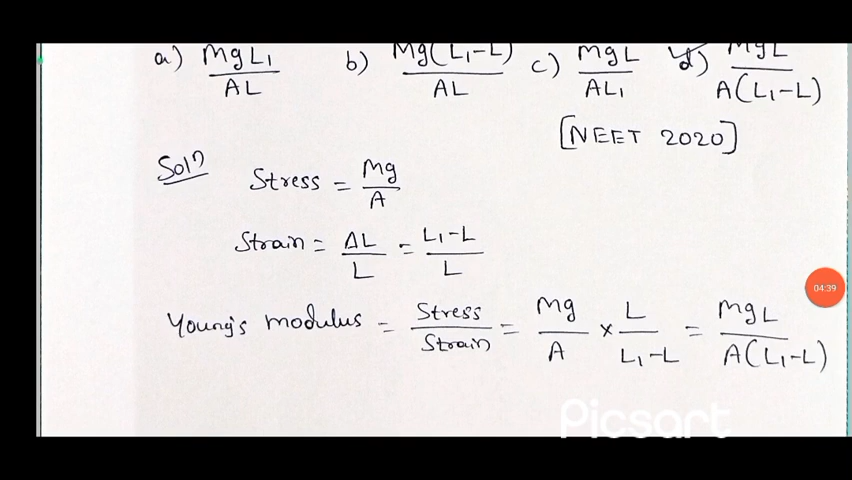 a) MgL₁/AL b) Mg(L₁-L)/AL c) MgL/AL₁ d) MgL/A(L₁-L)
[NEET 2020]
Solⁿ
Stress = Mg/A
Strain = ΔL/L = L₁-L/L
Young's modulus = Stress/Strain = Mg/A × L/L₁-L = MgL/A(L₁-L)
04:39
Picsart